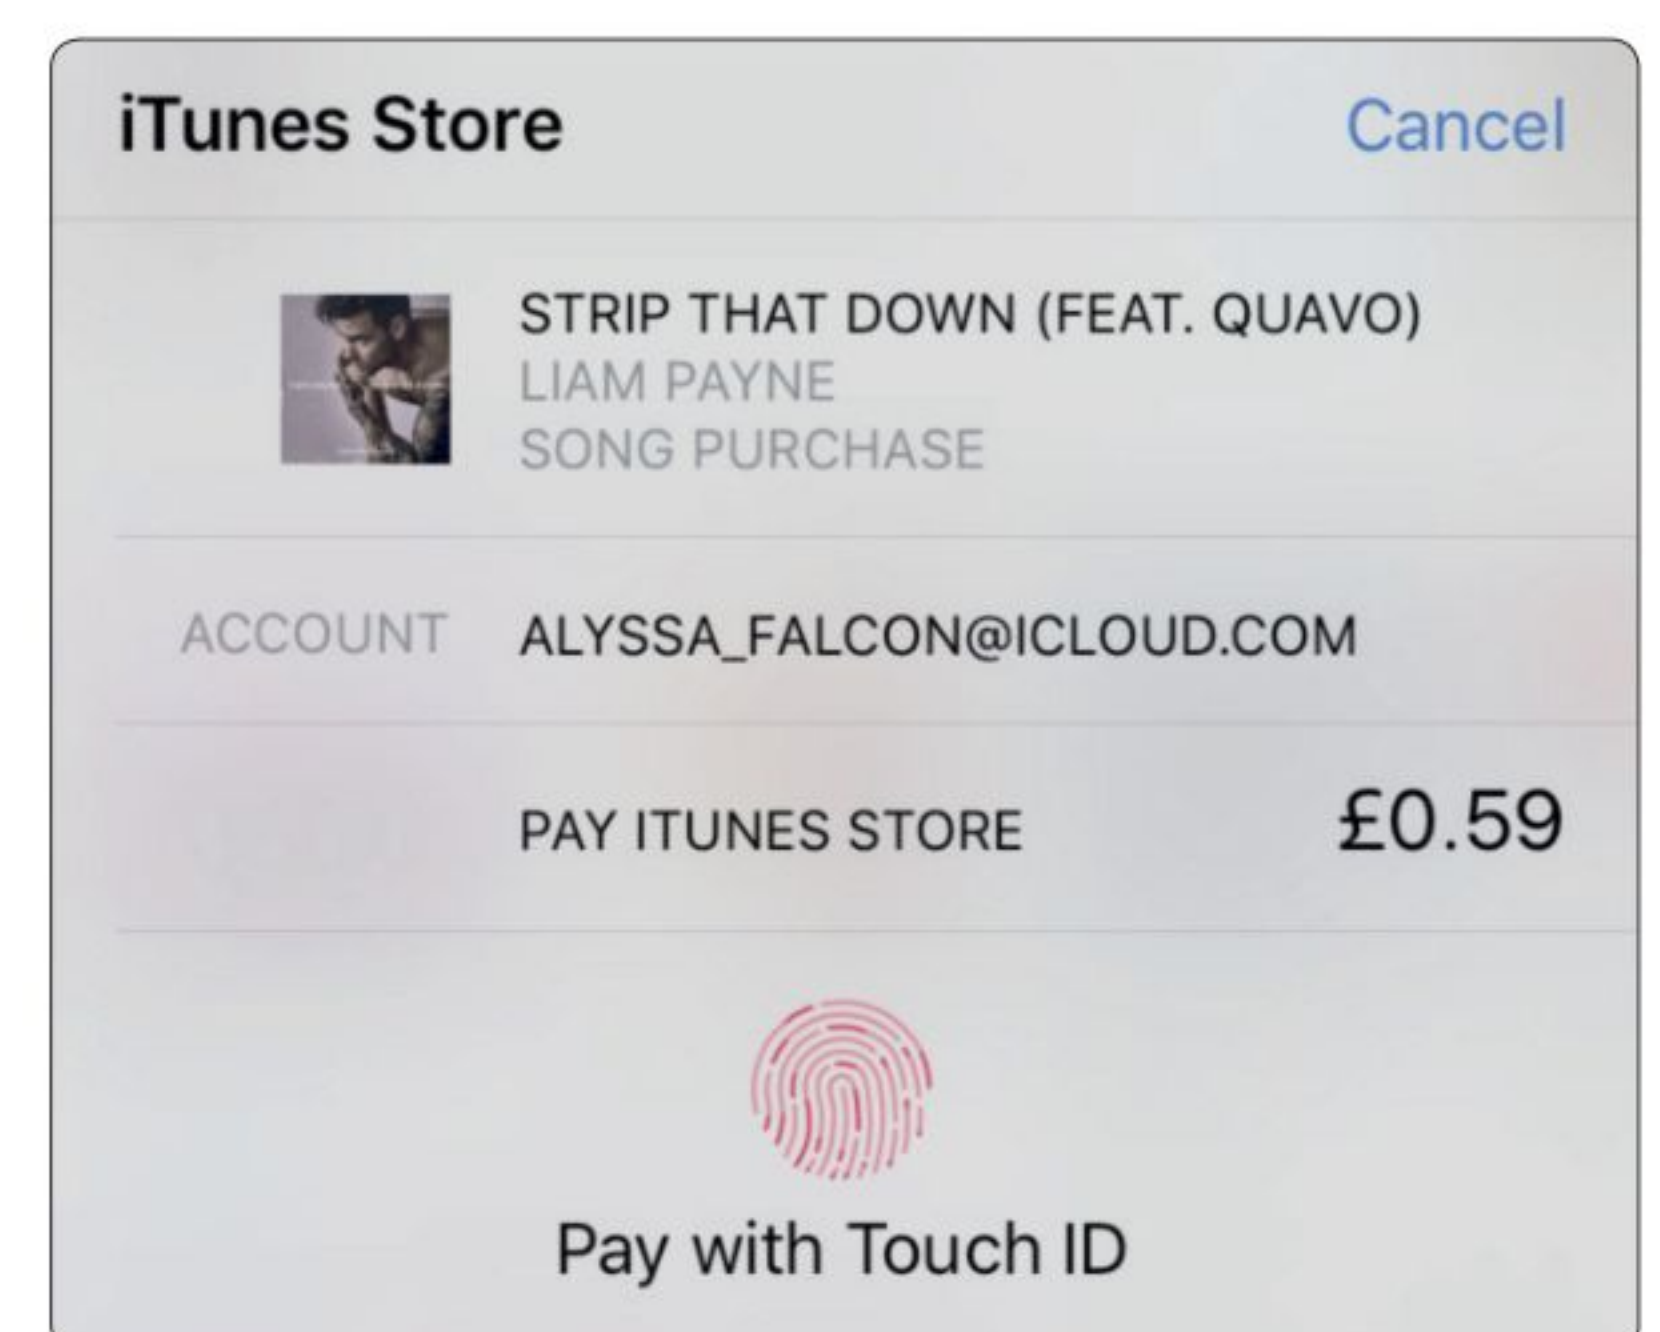 iTunes Store
Cancel
STRIP THAT DOWN (FEAT. QUAVO)
LIAM PAYNE
SONG PURCHASE
ACCOUNT ALYSSA_FALCON@ICLOUD.COM
PAY ITUNES STORE £0.59
Pay with Touch ID